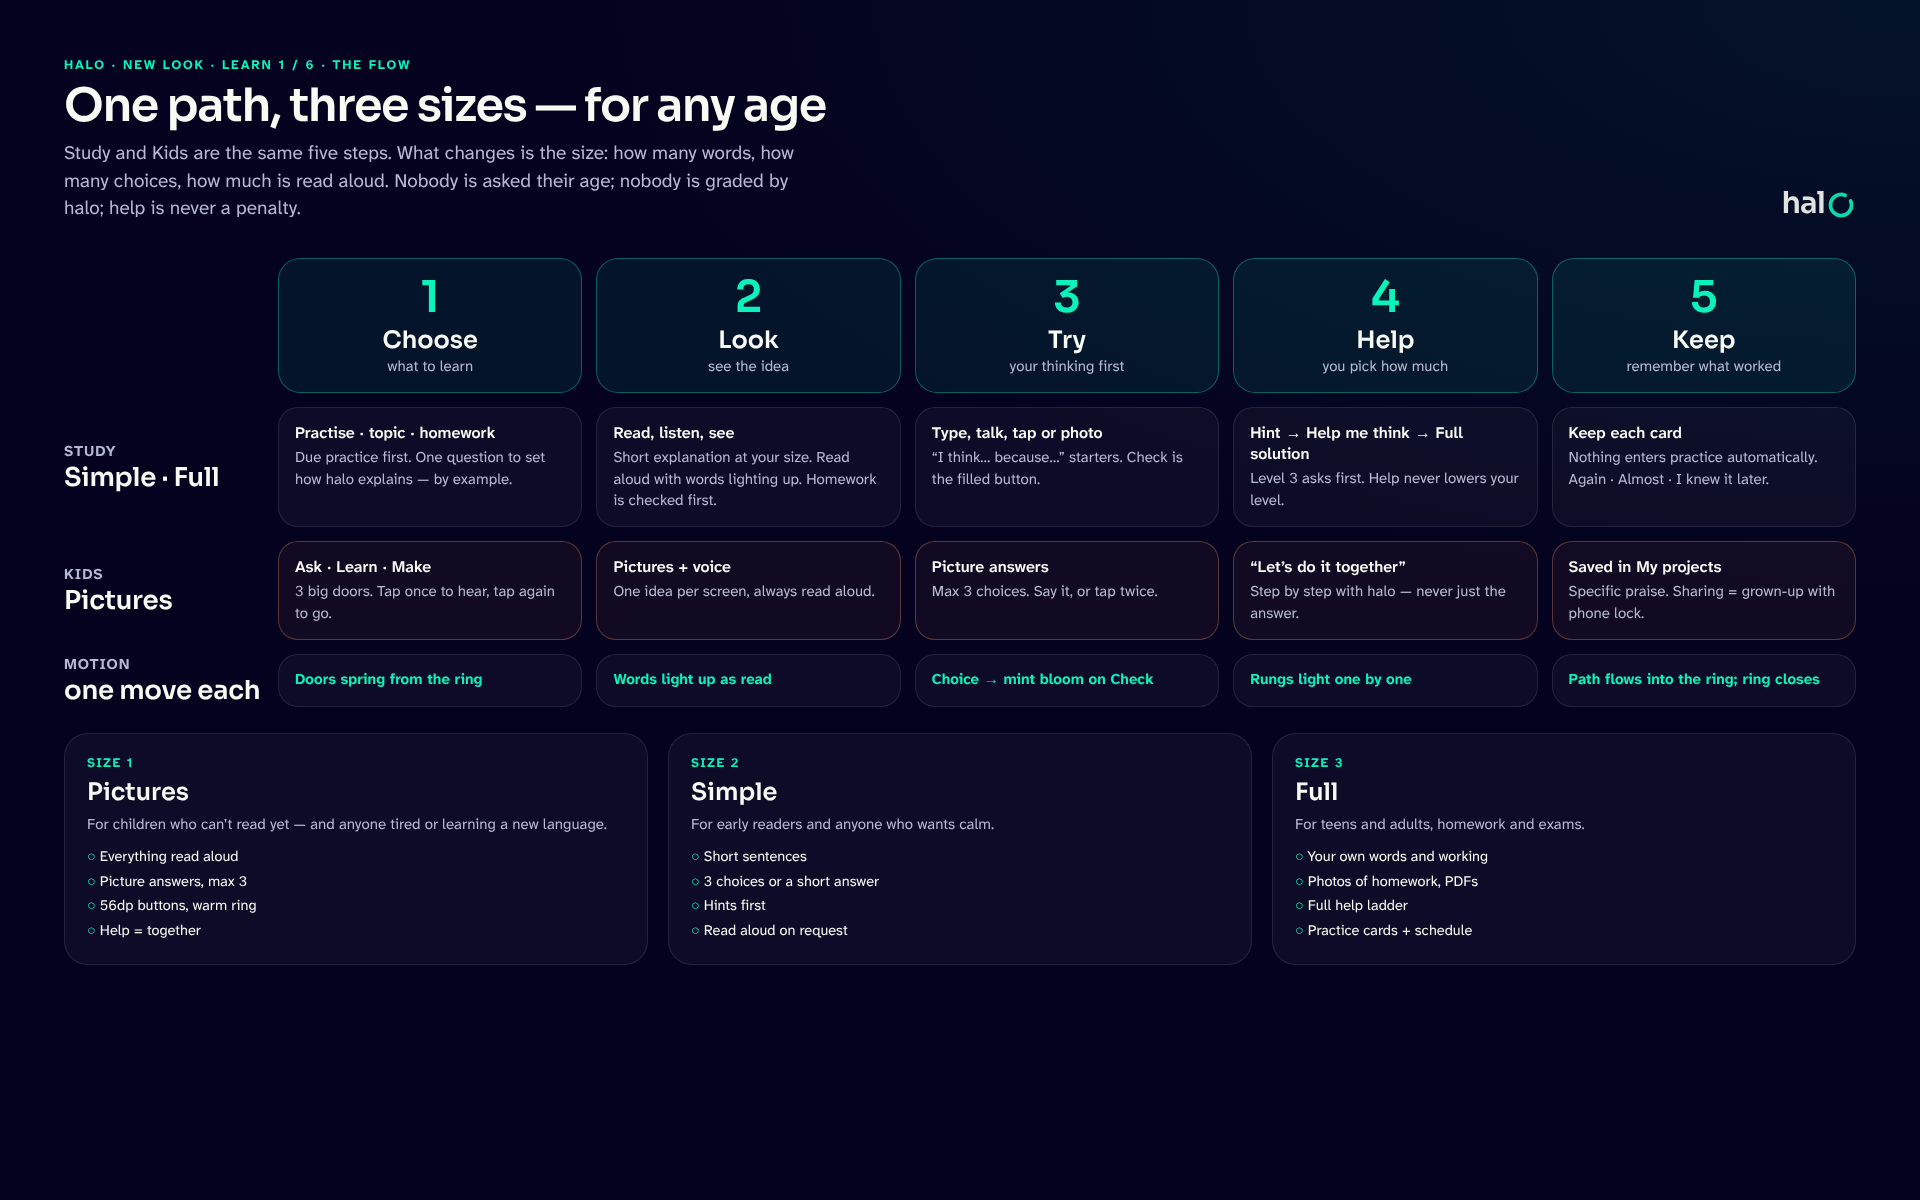 HALO · NEW LOOK · LEARN 1 / 6 · THE FLOW
One path, three sizes — for any age
Study and Kids are the same five steps. What changes is the size: how many words, how
many choices, how much is read aloud. Nobody is asked their age; nobody is graded by
halo; help is never a penalty.
halo
1
Choose
what to learn
2
Look
see the idea
3
Try
your thinking first
4
Help
you pick how much
5
Keep
remember what worked
STUDY
Simple · Full
Practise · topic · homework
Due practice first. One question to set
how halo explains — by example.
Read, listen, see
Short explanation at your size. Read
aloud with words lighting up. Homework
is checked first.
Type, talk, tap or photo
“I think… because…” starters. Check is
the filled button.
Hint → Help me think → Full
solution
Level 3 asks first. Help never lowers your
level.
Keep each card
Nothing enters practice automatically.
Again · Almost · I knew it later.
KIDS
Pictures
Ask · Learn · Make
3 big doors. Tap once to hear, tap again
to go.
Pictures + voice
One idea per screen, always read aloud.
Picture answers
Max 3 choices. Say it, or tap twice.
“Let’s do it together”
Step by step with halo — never just the
answer.
Saved in My projects
Specific praise. Sharing = grown-up with
phone lock.
MOTION
one move each
Doors spring from the ring
Words light up as read
Choice → mint bloom on Check
Rungs light one by one
Path flows into the ring; ring closes
SIZE 1
Pictures
For children who can’t read yet — and anyone tired or learning a new language.
○ Everything read aloud
○ Picture answers, max 3
○ 56dp buttons, warm ring
○ Help = together
SIZE 2
Simple
For early readers and anyone who wants calm.
○ Short sentences
○ 3 choices or a short answer
○ Hints first
○ Read aloud on request
SIZE 3
Full
For teens and adults, homework and exams.
○ Your own words and working
○ Photos of homework, PDFs
○ Full help ladder
○ Practice cards + schedule